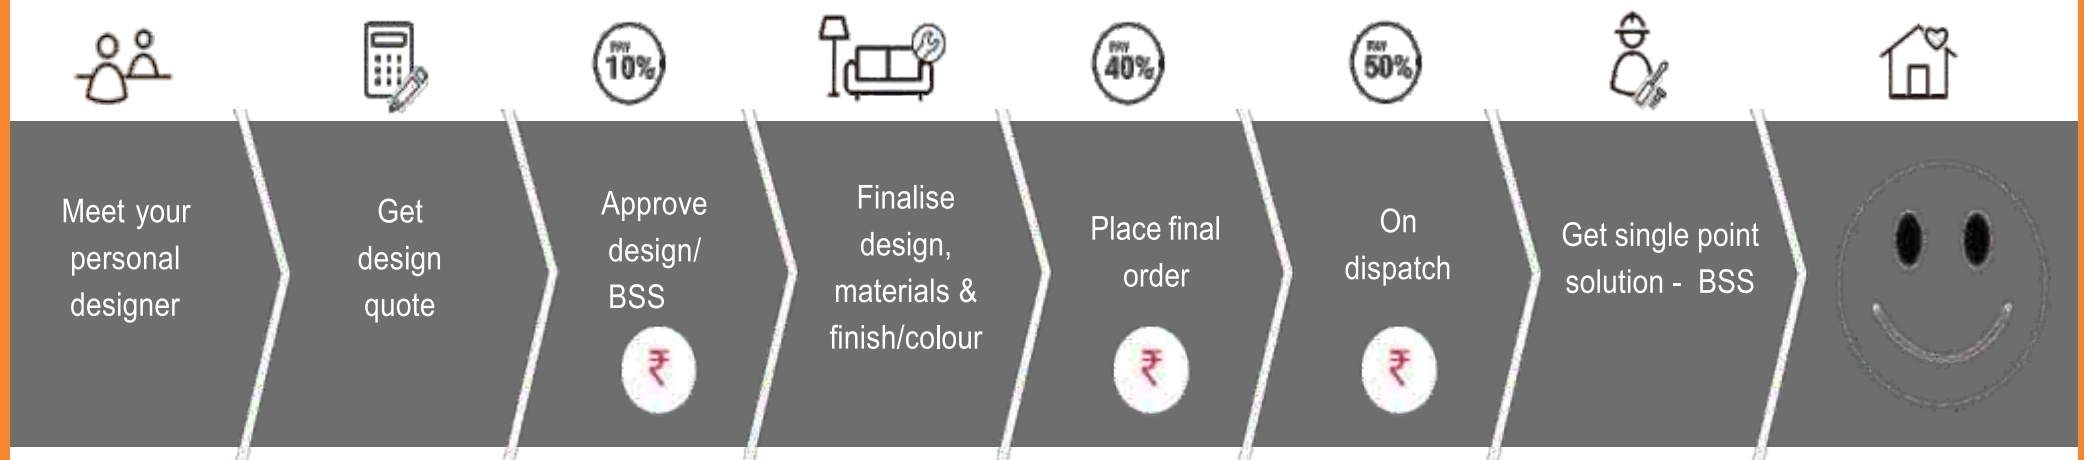 PAY
10%
PAY
40%
PAY
50%
Meet your
personal
designer
Get
design
quote
Approve
design/
BSS
₹
Finalise
design,
materials &
finish/colour
Place final
order
₹
On
dispatch
₹
Get single point
solution - BSS